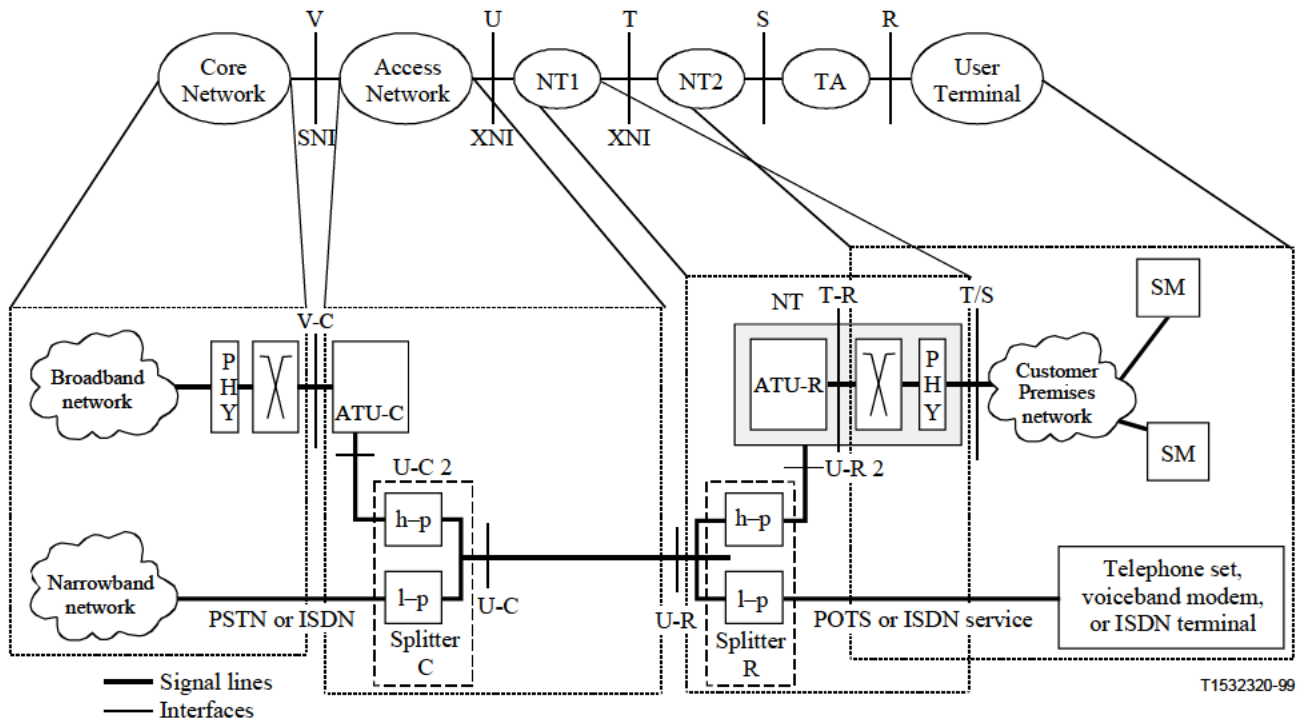 V
U
T
S
R
Core
Network
Access
Network
NT1
NT2
TA
User
Terminal
SNI
XNI
XNI
V-C
NT
T-R
T/S
SM
Broadband
network
P
H
Y
ATU-C
ATU-R
P
H
Y
Customer
Premises
network
SM
U-C 2
U-R 2
h–p
h–p
Narrowband
network
PSTN or ISDN
l–p
U-C
U-R
l–p
POTS or ISDN service
Telephone set,
voiceband modem,
or ISDN terminal
Splitter
C
Splitter
R
Signal lines
Interfaces
T1532320-99